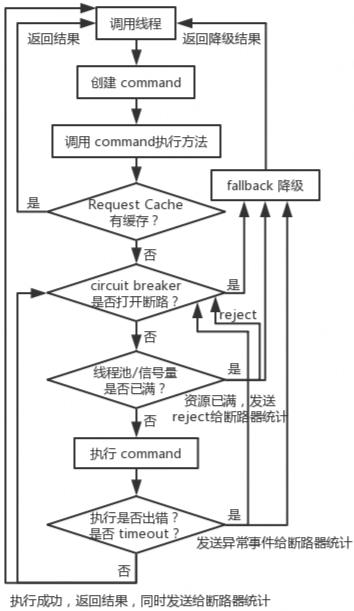 调用线程
返回结果
返回降级结果
创建 command
调用 command执行方法
fallback 降级
是
Request Cache
有缓存？
否
circuit breaker
是否打开断路？
是
reject
否
线程池/信号量
是否已满？
是
资源已满，发送
reject给断路器统计
否
执行 command
执行是否出错？
是否 timeout？
是
发送异常事件给断路器统计
否
执行成功，返回结果，同时发送给断路器统计